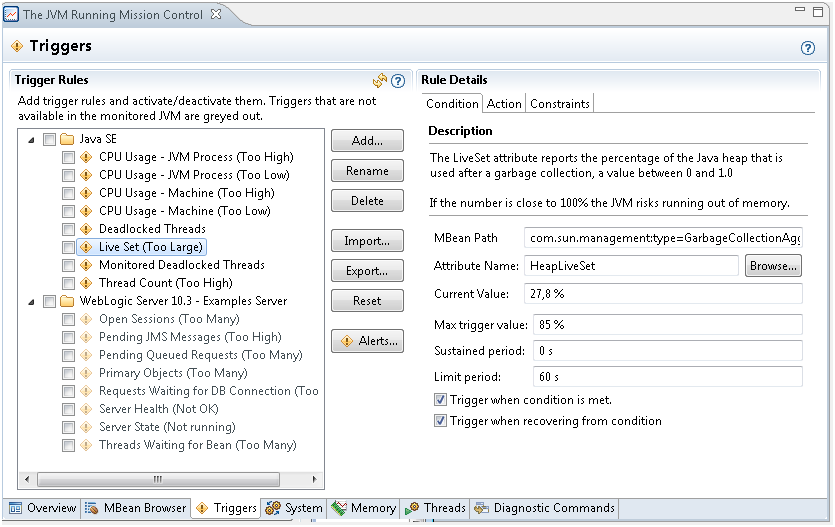 The JVM Running Mission Control
Triggers
Trigger Rules
Add trigger rules and activate/deactivate them. Triggers that are not
available in the monitored JVM are greyed out.
Java SE
CPU Usage - JVM Process (Too High)
CPU Usage - JVM Process (Too Low)
CPU Usage - Machine (Too High)
CPU Usage - Machine (Too Low)
Deadlocked Threads
Live Set (Too Large)
Monitored Deadlocked Threads
Thread Count (Too High)
WebLogic Server 10.3 - Examples Server
Open Sessions (Too Many)
Pending JMS Messages (Too High)
Pending Queued Requests (Too Many)
Primary Objects (Too Many)
Requests Waiting for DB Connection (Too
Server Health (Not OK)
Server State (Not running)
Threads Waiting for Bean (Too Many)
Add...
Rename
Delete
Import...
Export...
Reset
Alerts...
Rule Details
Condition Action Constraints
Description
The LiveSet attribute reports the percentage of the Java heap that is
used after a garbage collection, a value between 0 and 1.0
If the number is close to 100% the JVM risks running out of memory.
MBean Path com.sun.management:type=GarbageCollectionAgg
Attribute Name: HeapLiveSet Browse...
Current Value: 27,8 %
Max trigger value: 85 %
Sustained period: 0 s
Limit period: 60 s
Trigger when condition is met.
Trigger when recovering from condition
Overview MBean Browser Triggers System Memory Threads Diagnostic Commands